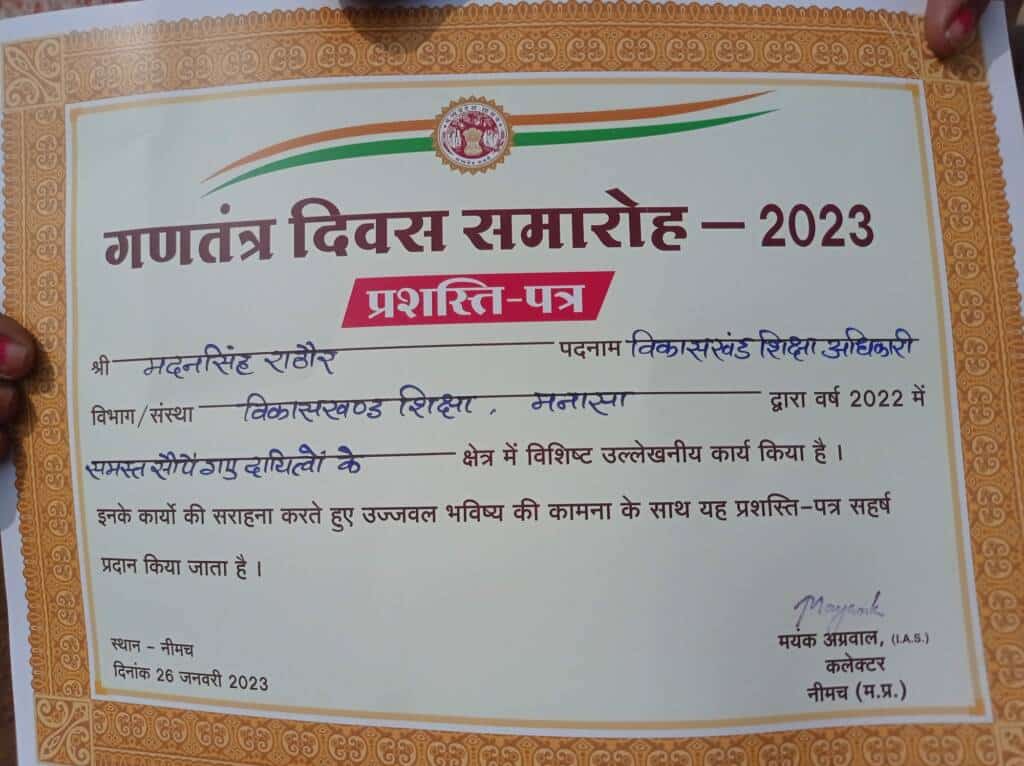 गणतंत्र दिवस समारोह – 2023
प्रशस्ति-पत्र
श्री मदनसिंह राठौर पदनाम विकासखंड शिक्षा अधिकारी
विभाग/संस्था विकासखण्ड शिक्षा, मनासा द्वारा वर्ष 2022 में
समस्त सौंपे गए दायित्वों के क्षेत्र में विशिष्ट उल्लेखनीय कार्य किया है ।
इनके कार्यो की सराहना करते हुए उज्जवल भविष्य की कामना के साथ यह प्रशस्ति-पत्र सहर्ष
प्रदान किया जाता है ।
Mayank
स्थान – नीमच
दिनांक 26 जनवरी 2023
मयंक अग्रवाल, (I.A.S.)
कलेक्टर
नीमच (म.प्र.)